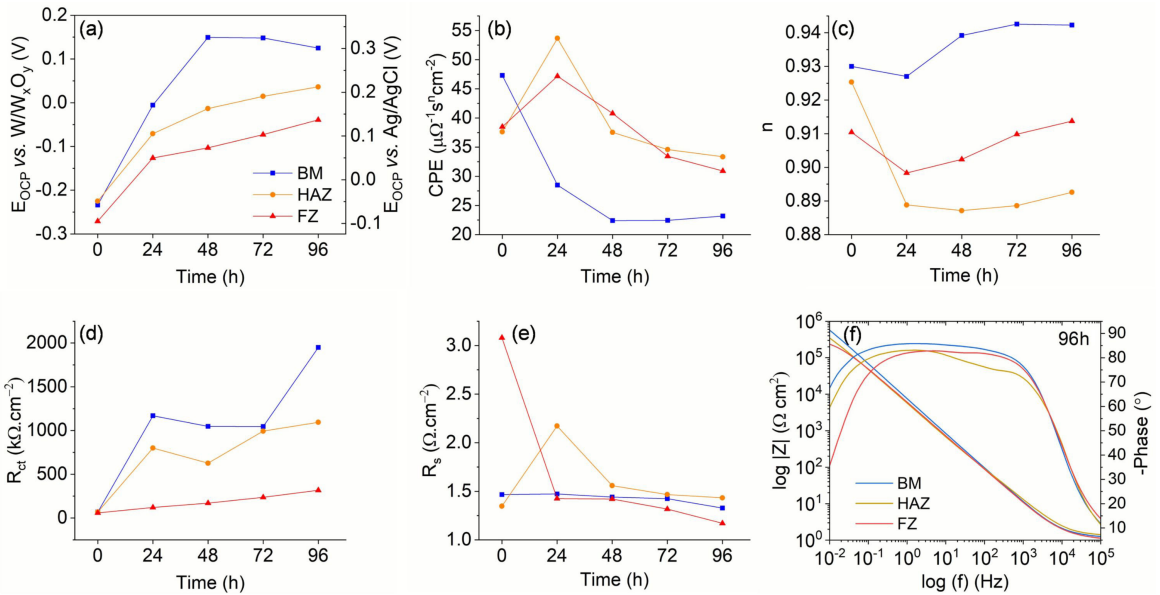 (a)
E_OCP vs. W/W_xO_y (V)
0.2
0.1
0.0
-0.1
-0.2
-0.3
0.3
0.2
0.1
0.0
-0.1
E_OCP vs. Ag/AgCl (V)
BM
HAZ
FZ
0 24 48 72 96
Time (h)
(b)
CPE (μΩ⁻¹sⁿcm⁻²)
60
55
50
45
40
35
30
25
20
0 24 48 72 96
Time (h)
(c)
n
0.94
0.93
0.92
0.91
0.90
0.89
0.88
0 24 48 72 96
Time (h)
(d)
R_ct (kΩ.cm⁻²)
2000
1500
1000
500
0
0 24 48 72 96
Time (h)
(e)
R_s (Ω.cm⁻²)
3.0
2.5
2.0
1.5
1.0
0 24 48 72 96
Time (h)
(f)
96h
log |Z| (Ω cm²)
10⁶
10⁵
10⁴
10³
10²
10¹
10⁰
90
80
70
60
50
40
30
20
10
-Phase (°)
BM
HAZ
FZ
10⁻² 10⁻¹ 10⁰ 10¹ 10² 10³ 10⁴ 10⁵
log (f) (Hz)